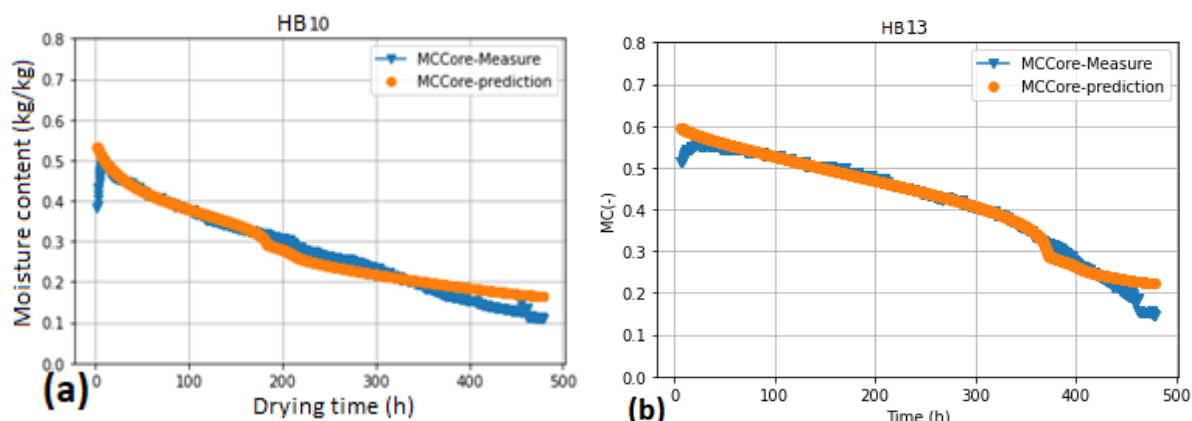 HB10
0.8
0.7
0.6
0.5
0.4
0.3
0.2
0.1
0.0
Moisture content (kg/kg)
MCCore-Measure
MCCore-prediction
0 100 200 300 400 500
(a) Drying time (h)
HB13
0.8
0.7
0.6
0.5
0.4
0.3
0.2
0.1
0.0
MC(-)
MCCore-Measure
MCCore-prediction
0 100 200 300 400 500
(b) Time (h)